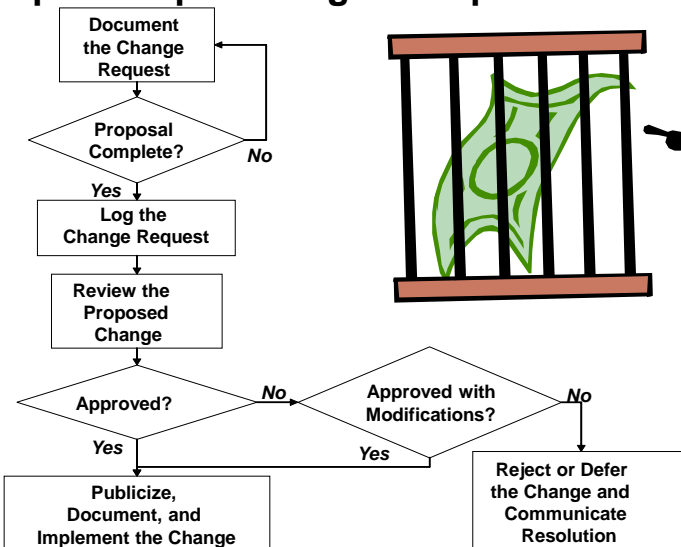 Document
the Change
Request
Proposal
Complete?
No
Yes
Log the
Change Request
Review the
Proposed
Change
Approved?
No
Approved with
Modifications?
No
Yes
Yes
Publicize,
Document, and
Implement the Change
Reject or Defer
the Change and
Communicate
Resolution